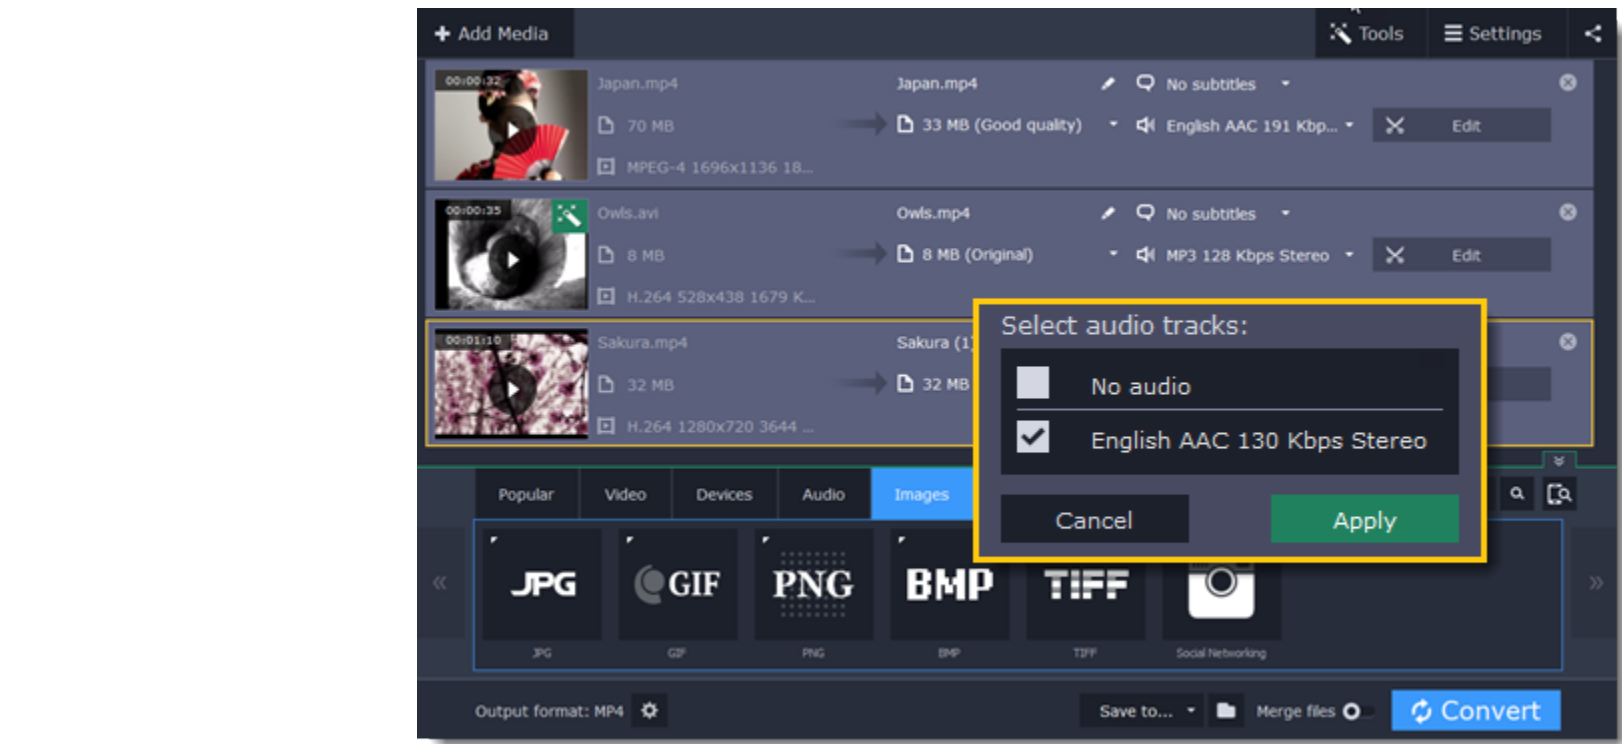 Add Media
Tools
Settings
00:00:32
Japan.mp4
Japan.mp4
No subtitles
70 MB
33 MB (Good quality)
English AAC 191 Kbp...
Edit
MPEG-4 1696x1136 18...
00:00:35
Owls.avi
Owls.mp4
No subtitles
8 MB
8 MB (Original)
MP3 128 Kbps Stereo
Edit
H.264 528x438 1679 K...
00:01:10
Sakura.mp4
Sakura (1)
32 MB
32 MB
H.264 1280x720 3644 ...
Select audio tracks:
No audio
English AAC 130 Kbps Stereo
Cancel
Apply
Popular
Video
Devices
Audio
Images
JPG
GIF
PNG
BMP
TIFF
JPG
GIF
PNG
BMP
TIFF
Social Networking
Output format: MP4
Save to...
Merge files
Convert